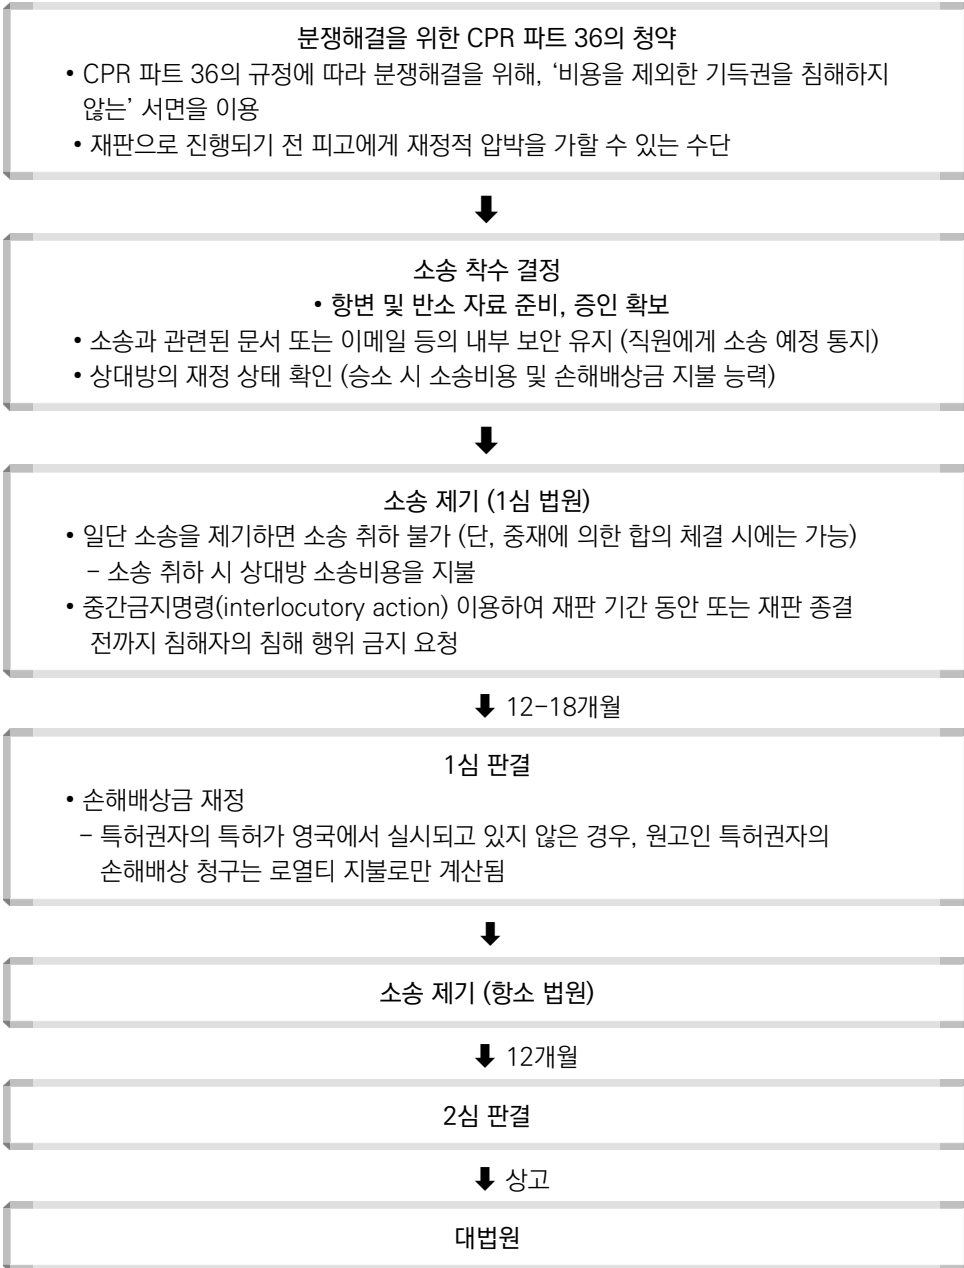 분쟁해결을 위한 CPR 파트 36의 청약
• CPR 파트 36의 규정에 따라 분쟁해결을 위해, ‘비용을 제외한 기득권을 침해하지
않는’ 서면을 이용
• 재판으로 진행되기 전 피고에게 재정적 압박을 가할 수 있는 수단
소송 착수 결정
• 항변 및 반소 자료 준비, 증인 확보
• 소송과 관련된 문서 또는 이메일 등의 내부 보안 유지 (직원에게 소송 예정 통지)
• 상대방의 재정 상태 확인 (승소 시 소송비용 및 손해배상금 지불 능력)
소송 제기 (1심 법원)
• 일단 소송을 제기하면 소송 취하 불가 (단, 중재에 의한 합의 체결 시에는 가능)
- 소송 취하 시 상대방 소송비용을 지불
• 중간금지명령(interlocutory action) 이용하여 재판 기간 동안 또는 재판 종결
전까지 침해자의 침해 행위 금지 요청
12-18개월
1심 판결
• 손해배상금 재정
- 특허권자의 특허가 영국에서 실시되고 있지 않은 경우, 원고인 특허권자의
손해배상 청구는 로열티 지불로만 계산됨
소송 제기 (항소 법원)
12개월
2심 판결
상고
대법원